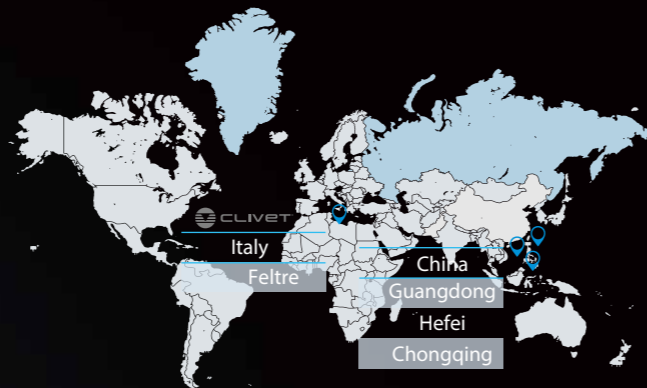 CLIVET
Italy
Feltre
China
Guangdong
Hefei
Chongqing